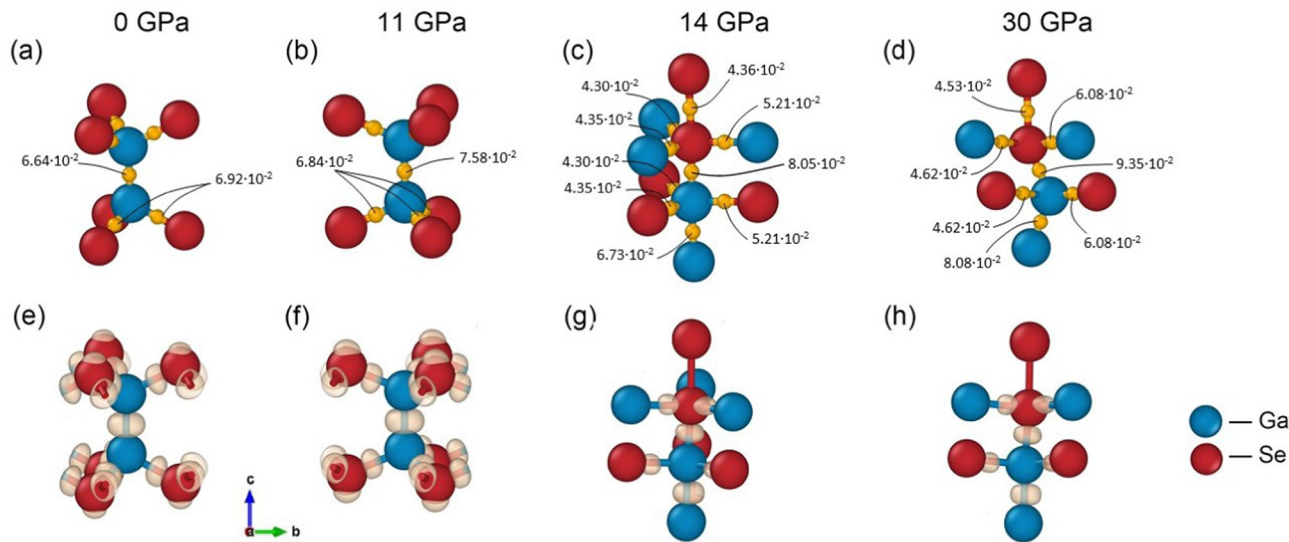 0 GPa 11 GPa 14 GPa 30 GPa
(a) (b) (c) (d)
6.64·10⁻²
6.92·10⁻²
6.84·10⁻²
7.58·10⁻²
4.30·10⁻²
4.36·10⁻²
4.35·10⁻²
5.21·10⁻²
4.30·10⁻²
8.05·10⁻²
4.35·10⁻²
5.21·10⁻²
6.73·10⁻²
4.53·10⁻²
6.08·10⁻²
4.62·10⁻²
9.35·10⁻²
4.62·10⁻²
6.08·10⁻²
8.08·10⁻²
(e) (f) (g) (h)
c
a b
— Ga
— Se